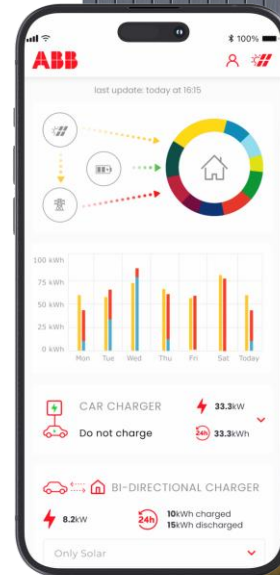 100%
ABB
last update: today at 16:15
100 kWh
75 kWh
50 kWh
25 kWh
0 kWh
Mon Tue Wed Thu Fri Sat Today
CAR CHARGER 33.3kW
Do not charge 24h 33.3kWh
BI-DIRECTIONAL CHARGER
8.2kW 24h 10kWh charged
15kWh discharged
Only Solar